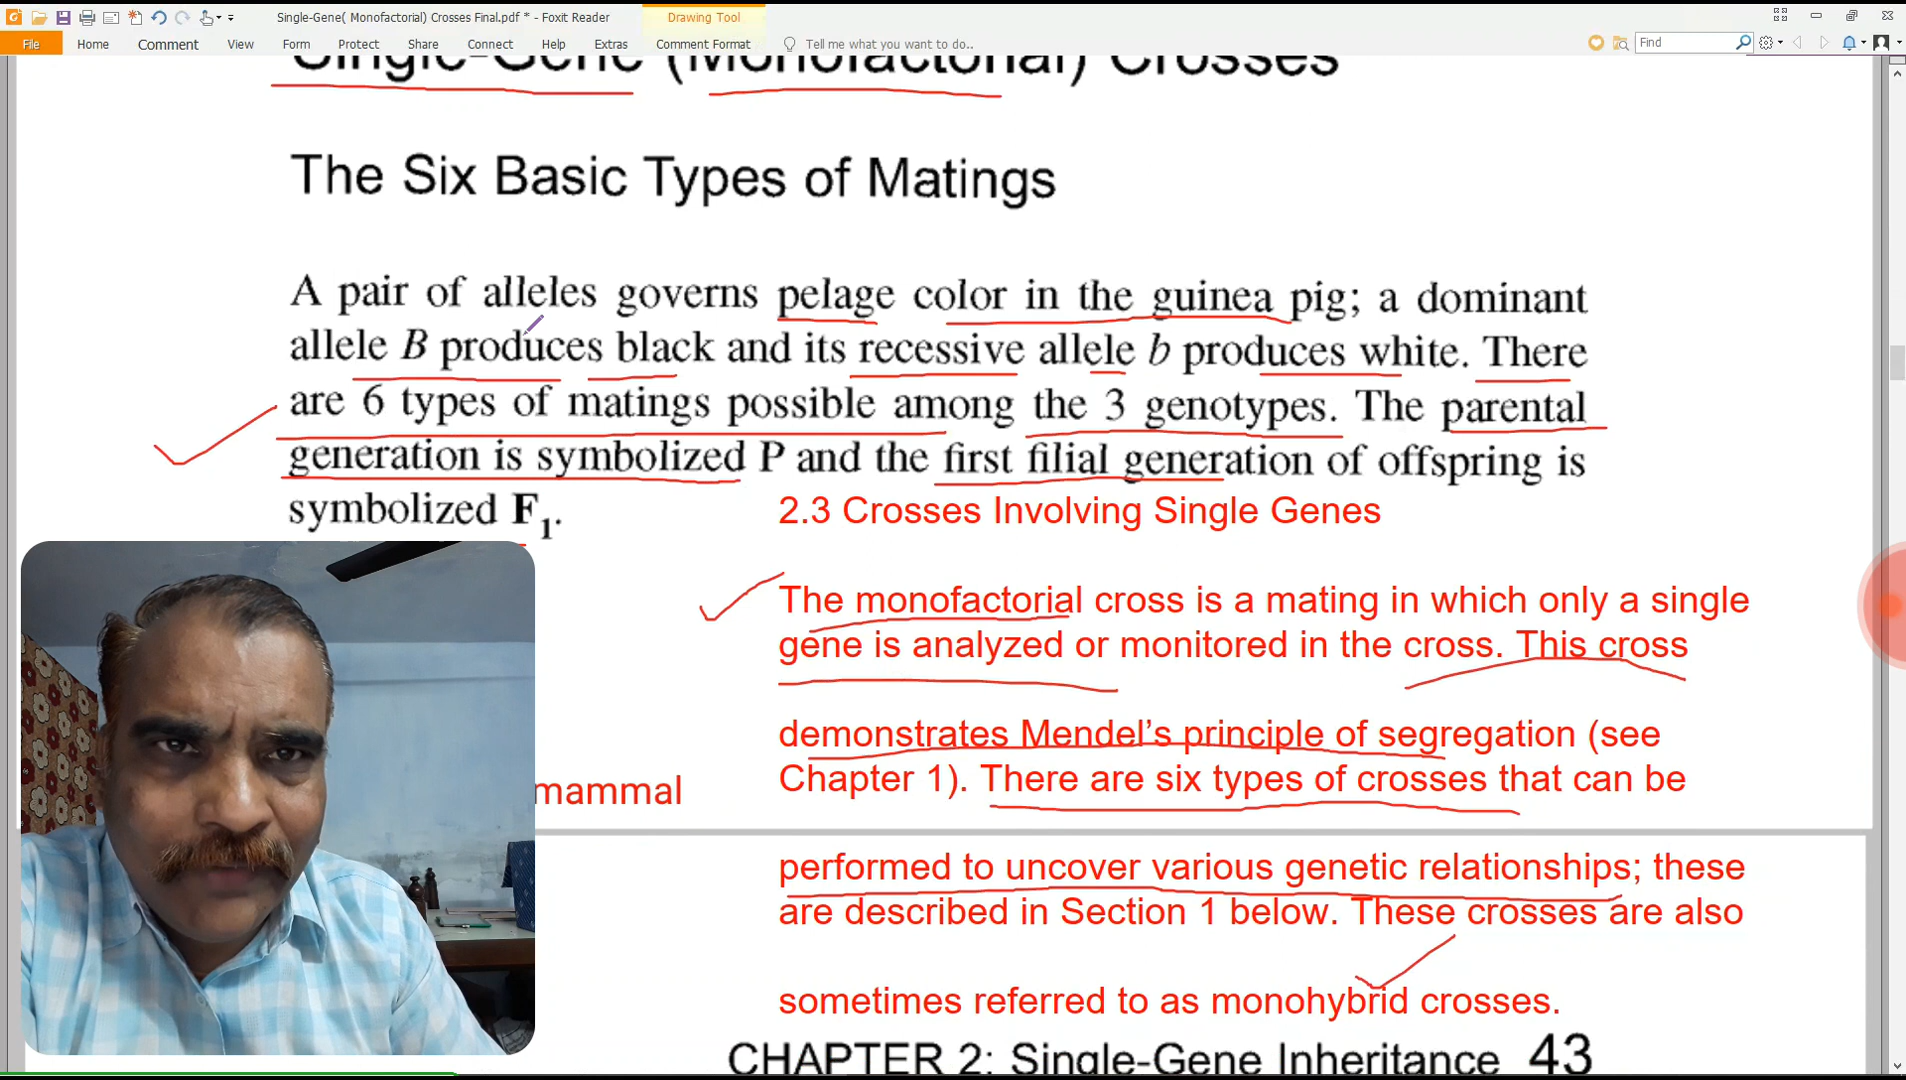 Single-Gene( Monofactorial) Crosses Final.pdf * - Foxit Reader
Drawing Tool
File Home Comment View Form Protect Share Connect Help Extras Comment Format Tell me what you want to do.. Find
Single-Gene (Monofactorial) Crosses
The Six Basic Types of Matings
A pair of alleles governs pelage color in the guinea pig; a dominant
allele B produces black and its recessive allele b produces white. There
are 6 types of matings possible among the 3 genotypes. The parental
generation is symbolized P and the first filial generation of offspring is
symbolized F1.
2.3 Crosses Involving Single Genes
The monofactorial cross is a mating in which only a single
gene is analyzed or monitored in the cross. This cross
demonstrates Mendel’s principle of segregation (see
Chapter 1). There are six types of crosses that can be
mammal
performed to uncover various genetic relationships; these
are described in Section 1 below. These crosses are also
sometimes referred to as monohybrid crosses.
CHAPTER 2: Single-Gene Inheritance 43